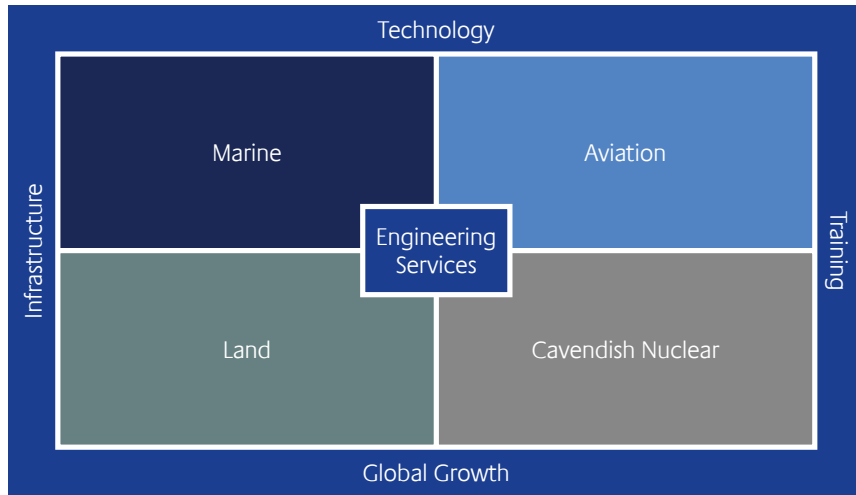 Technology
Marine
Aviation
Infrastructure
Engineering
Services
Training
Land
Cavendish Nuclear
Global Growth